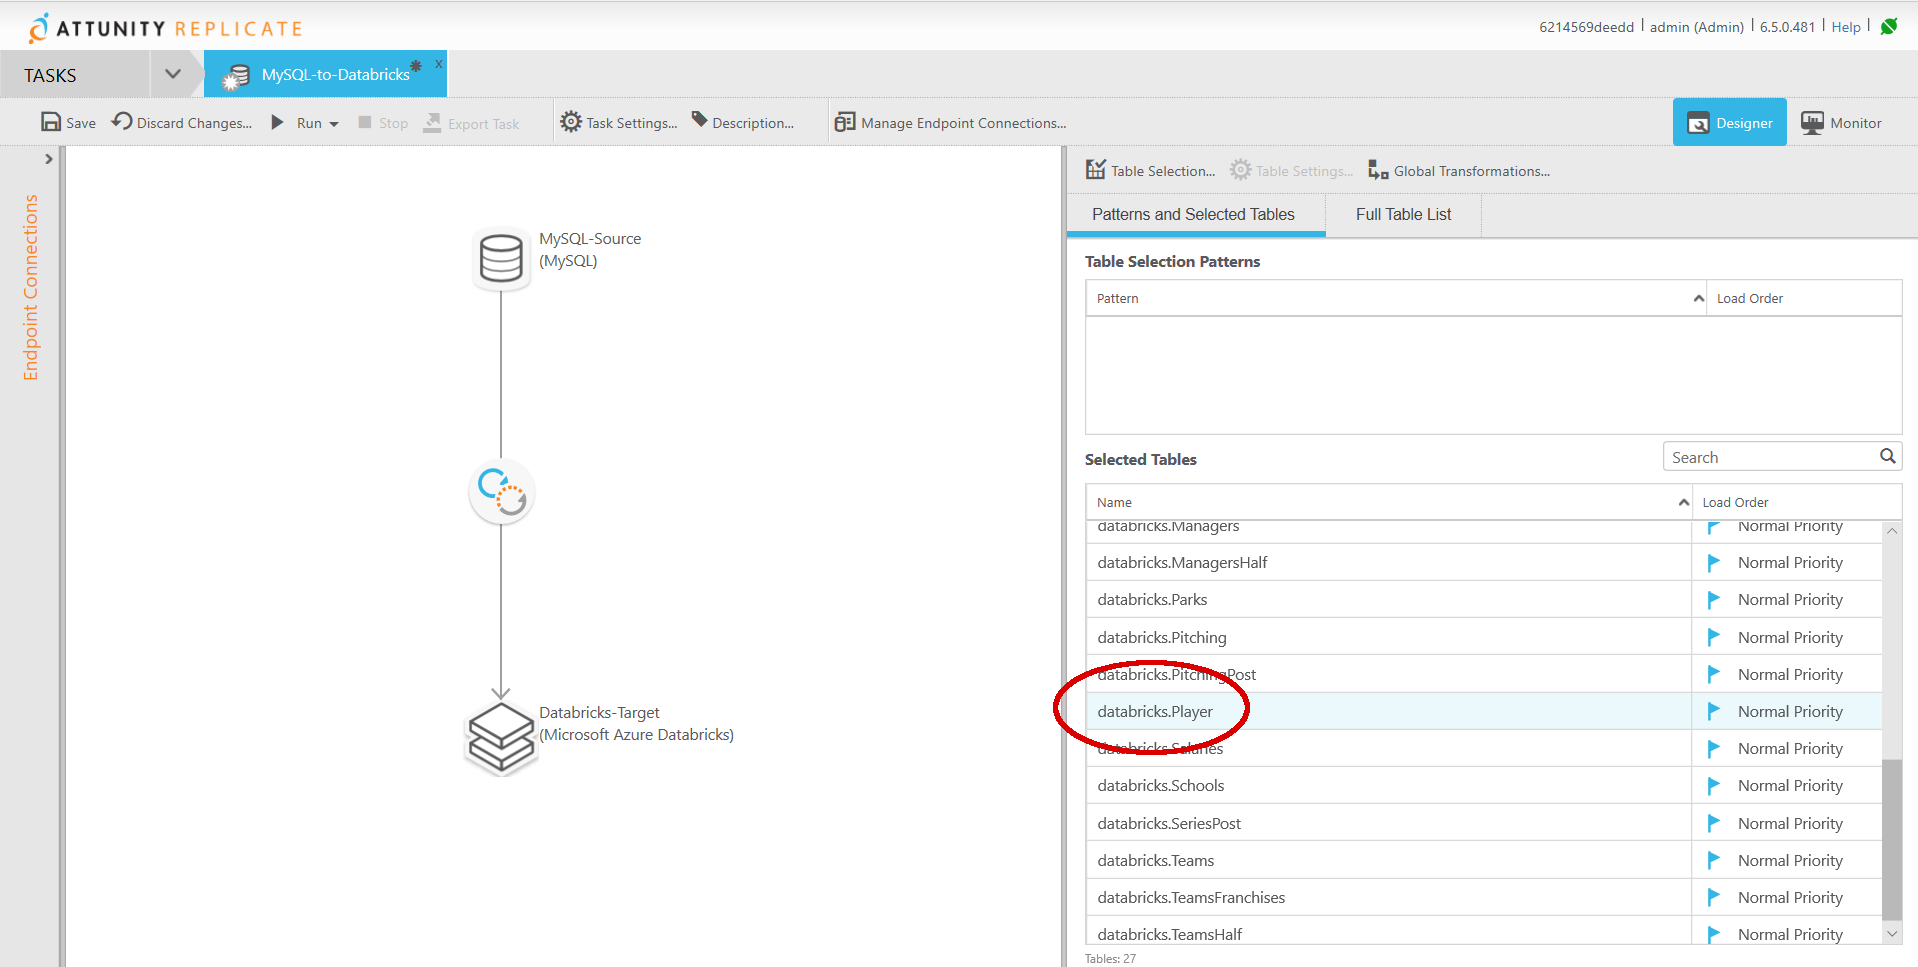 ATTUNITY REPLICATE
6214569deedd | admin (Admin) | 6.5.0.481 | Help |
TASKS
MySQL-to-Databricks* x
Save Discard Changes... Run Stop Export Task Task Settings... Description... Manage Endpoint Connections... Designer Monitor
Endpoint Connections
MySQL-Source
(MySQL)
Databricks-Target
(Microsoft Azure Databricks)
Table Selection... Table Settings... Global Transformations...
Patterns and Selected Tables Full Table List
Table Selection Patterns
Pattern Load Order
Selected Tables Search
Name Load Order
databricks.Managers Normal Priority
databricks.ManagersHalf Normal Priority
databricks.Parks Normal Priority
databricks.Pitching Normal Priority
databricks.PitchingPost Normal Priority
databricks.Player Normal Priority
databricks.Salaries Normal Priority
databricks.Schools Normal Priority
databricks.SeriesPost Normal Priority
databricks.Teams Normal Priority
databricks.TeamsFranchises Normal Priority
databricks.TeamsHalf Normal Priority
Tables: 27